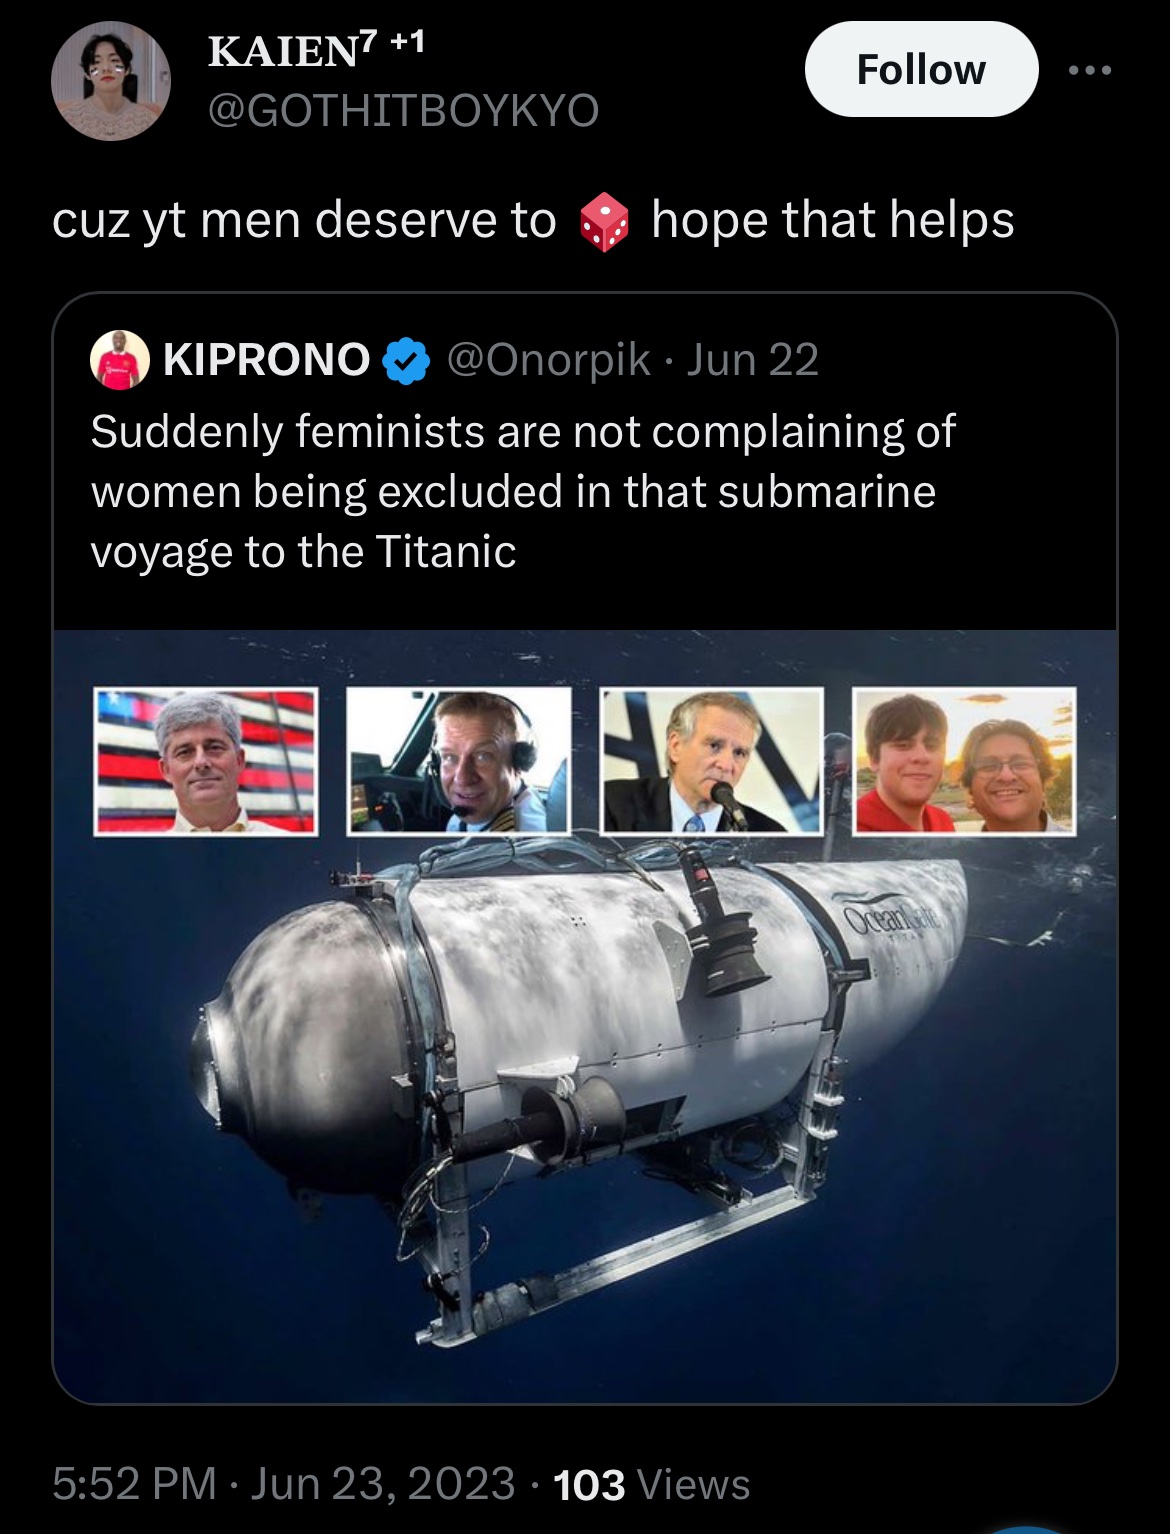 KAIEN⁷ ⁺¹
Follow
@GOTHITBOYKYO
cuz yt men deserve to 🎲 hope that helps
KIPRONO @Onorpik · Jun 22
Suddenly feminists are not complaining of
women being excluded in that submarine
voyage to the Titanic
OceanGate
TITAN
5:52 PM · Jun 23, 2023 · 103 Views